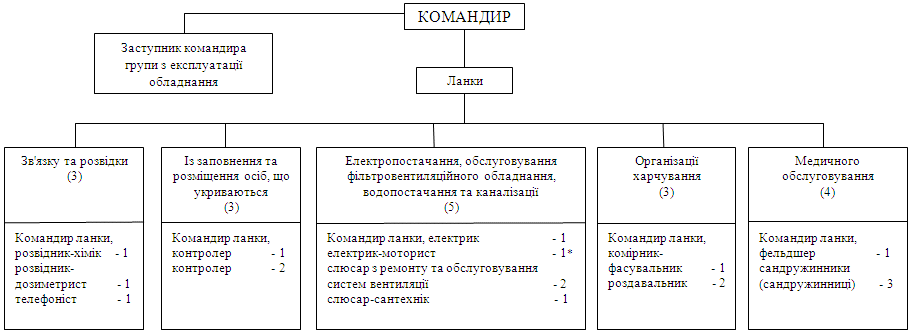 КОМАНДИР
Заступник командира
групи з експлуатації
обладнання
Ланки
Зв'язку та розвідки
(3)
Командир ланки,
розвідник-хімік - 1
розвідник-
дозиметрист - 1
телефоніст - 1
Із заповнення та
розміщення осіб, що
укриваються
(3)
Командир ланки,
контролер - 1
контролер - 2
Електропостачання, обслуговування
фільтровентиляційного обладнання,
водопостачання та каналізації
(5)
Командир ланки, електрик - 1
електрик-моторист - 1*
слюсар з ремонту та обслуговування
систем вентиляції - 2
слюсар-сантехнік - 1
Організації
харчування
(3)
Командир ланки,
комірник-
фасувальник - 1
роздавальник - 2
Медичного
обслуговування
(4)
Командир ланки,
фельдшер - 1
сандружинники
(сандружинниці) - 3